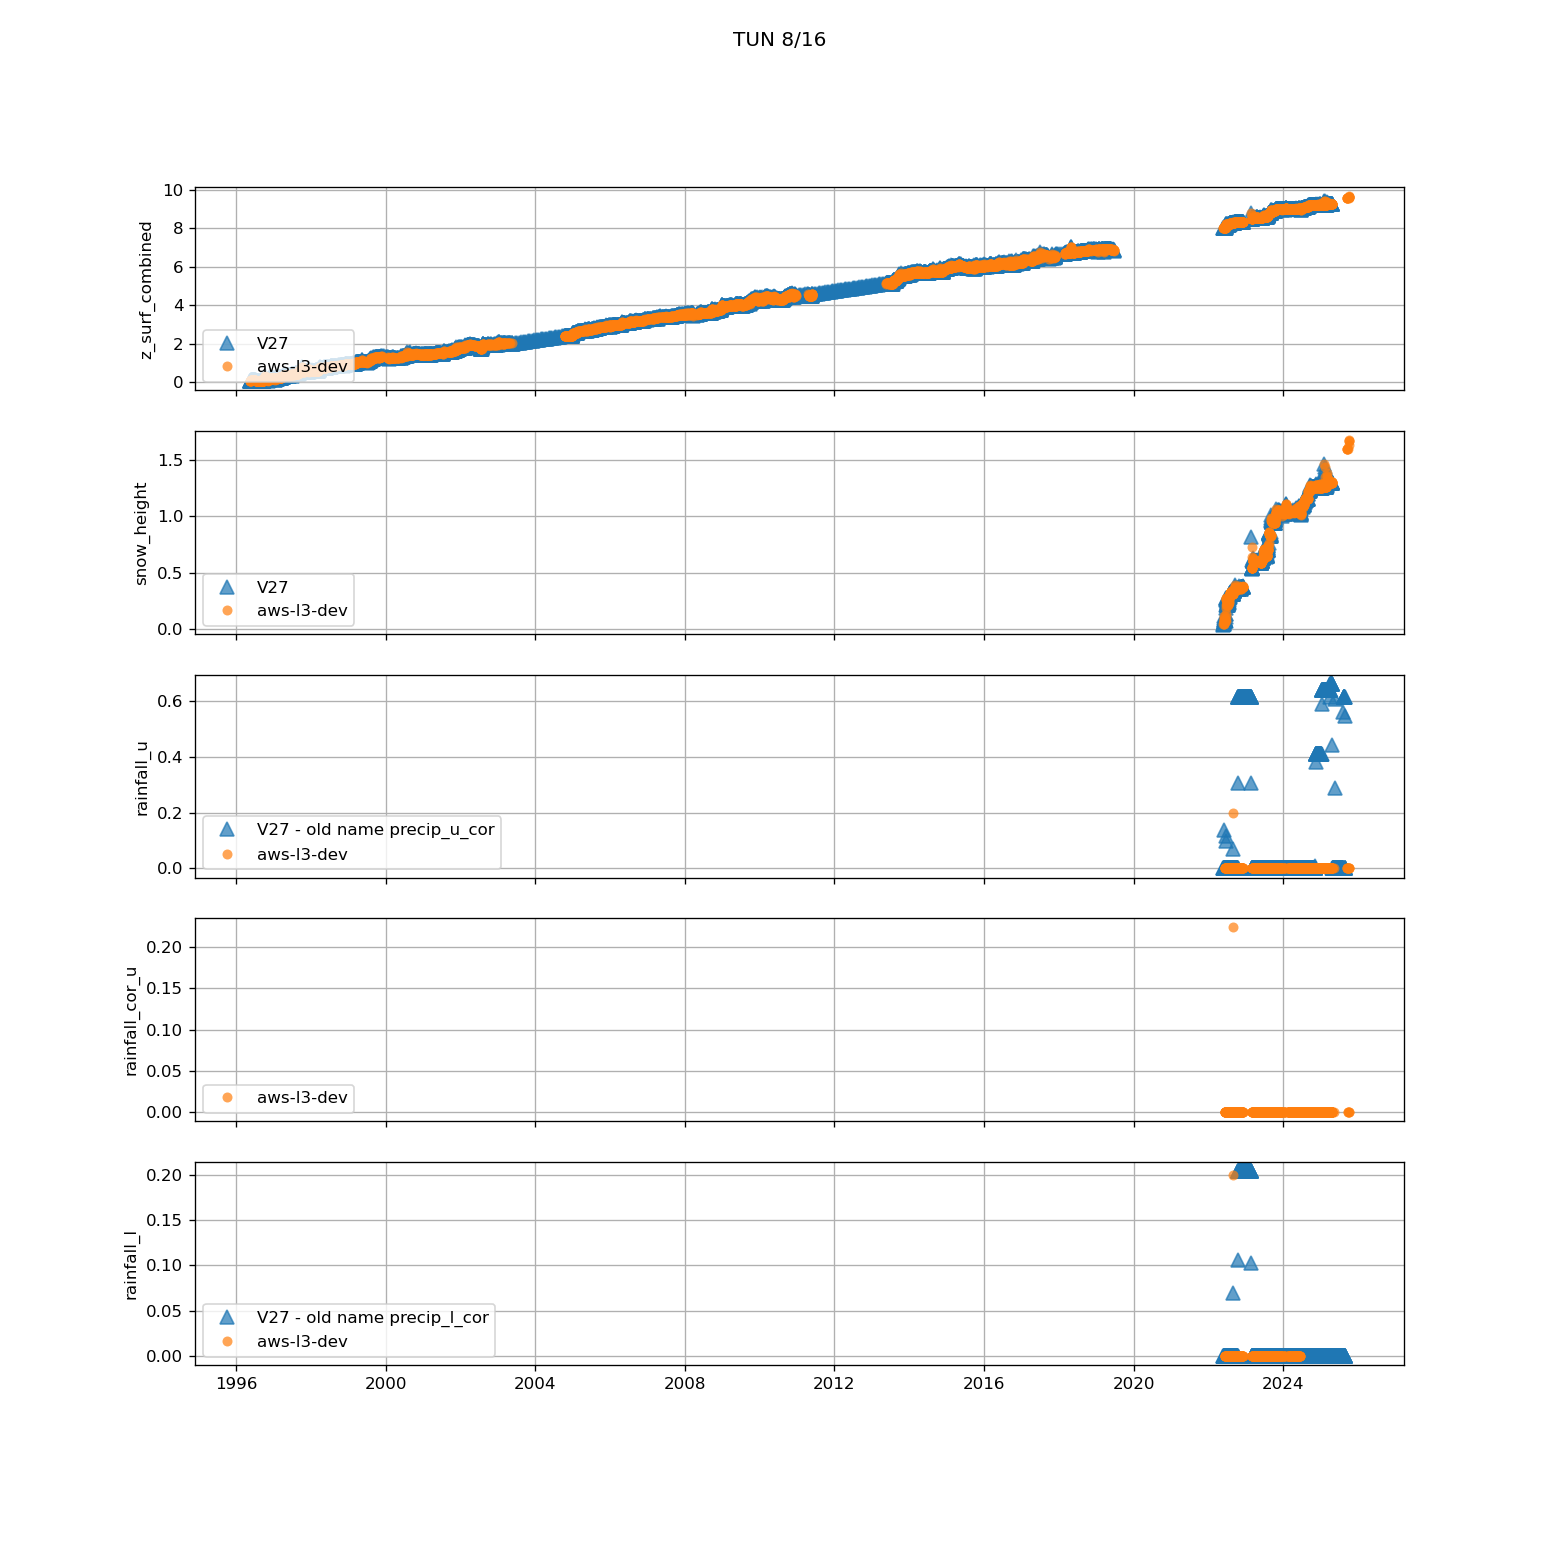 TUN 8/16
z_surf_combined
10
8
6
4
2
0
V27
aws-l3-dev
snow_height
1.5
1.0
0.5
0.0
V27
aws-l3-dev
rainfall_u
0.6
0.4
0.2
0.0
V27 - old name precip_u_cor
aws-l3-dev
rainfall_cor_u
0.20
0.15
0.10
0.05
0.00
aws-l3-dev
rainfall_l
0.20
0.15
0.10
0.05
0.00
V27 - old name precip_l_cor
aws-l3-dev
1996 2000 2004 2008 2012 2016 2020 2024